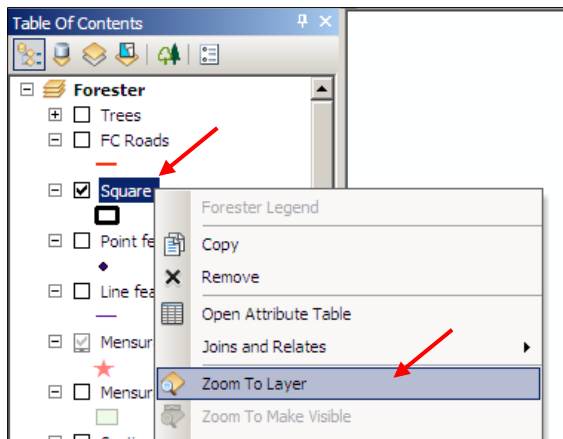 Table Of Contents
Forester
Trees
FC Roads
Square
Forester Legend
Point fe
Copy
Remove
Line fea
Open Attribute Table
Mensur
Joins and Relates
Zoom To Layer
Mensur
Zoom To Make Visible